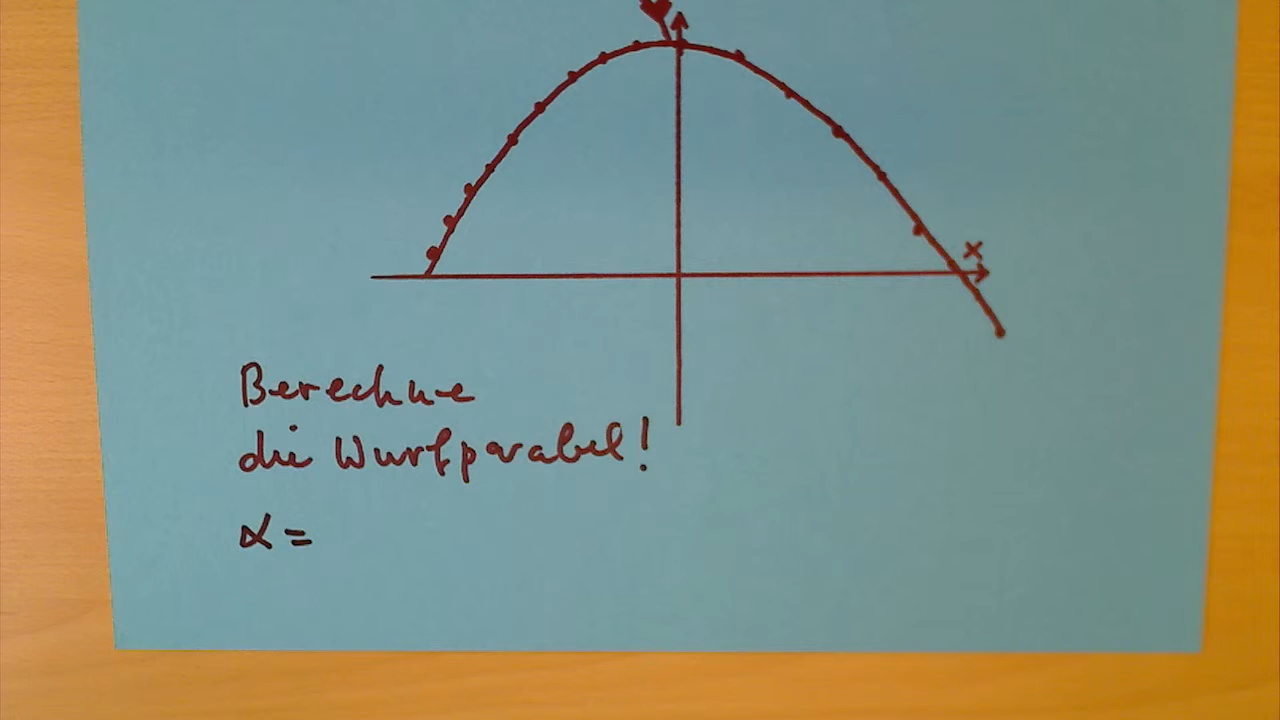 x
Berechne
die Wurfparabel!
α =